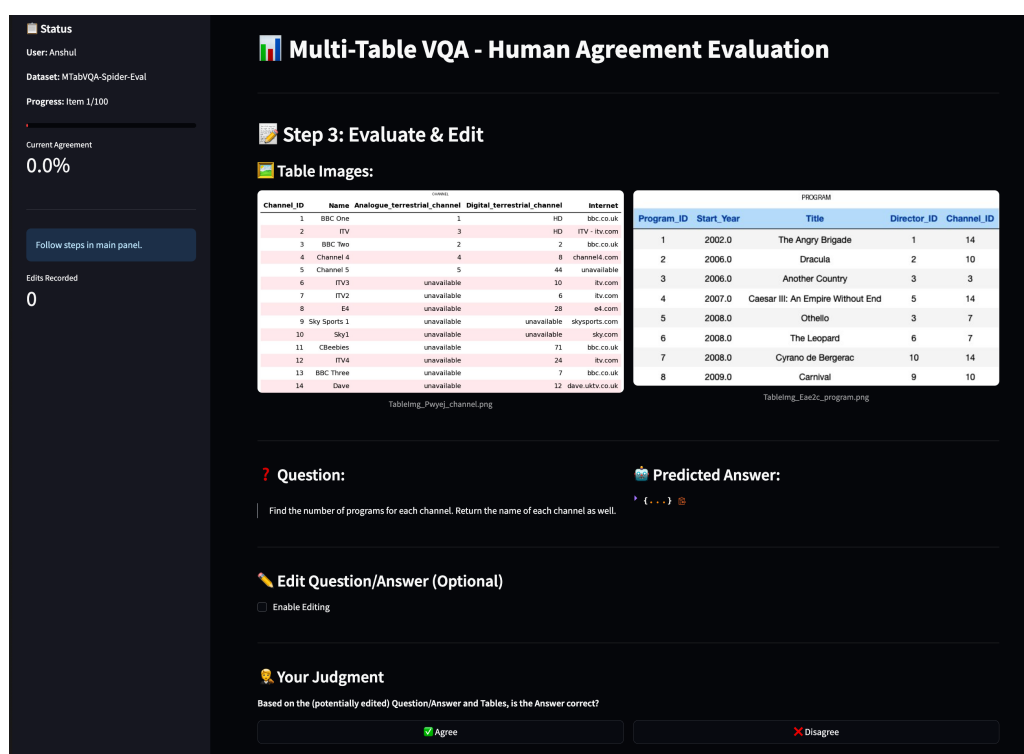 Status
User: Anshul
Dataset: MTabVQA-Spider-Eval
Progress: Item 1/100
Current Agreement
0.0%
Follow steps in main panel.
Edits Recorded
0
Multi-Table VQA - Human Agreement Evaluation
Step 3: Evaluate & Edit
Table Images:
CHANNEL
Channel_ID Name Analogue_terrestrial_channel Digital_terrestrial_channel Internet
1 BBC One 1 HD bbc.co.uk
2 ITV 3 HD ITV - itv.com
3 BBC Two 2 2 bbc.co.uk
4 Channel 4 4 8 channel4.com
5 Channel 5 5 44 unavailable
6 ITV3 unavailable 10 itv.com
7 ITV2 unavailable 6 itv.com
8 E4 unavailable 28 e4.com
9 Sky Sports 1 unavailable unavailable skysports.com
10 Sky1 unavailable unavailable sky.com
11 CBeebies unavailable 71 bbc.co.uk
12 ITV4 unavailable 24 itv.com
13 BBC Three unavailable 7 bbc.co.uk
14 Dave unavailable 12 dave.uktv.co.uk
TableImg_Pwyej_channel.png
PROGRAM
Program_ID Start_Year Title Director_ID Channel_ID
1 2002.0 The Angry Brigade 1 14
2 2006.0 Dracula 2 10
3 2006.0 Another Country 3 3
4 2007.0 Caesar III: An Empire Without End 5 14
5 2008.0 Othello 3 7
6 2008.0 The Leopard 6 7
7 2008.0 Cyrano de Bergerac 10 14
8 2009.0 Carnival 9 10
TableImg_Eae2c_program.png
Question:
Find the number of programs for each channel. Return the name of each channel as well.
Predicted Answer:
{...}
Edit Question/Answer (Optional)
Enable Editing
Your Judgment
Based on the (potentially edited) Question/Answer and Tables, is the Answer correct?
Agree
Disagree